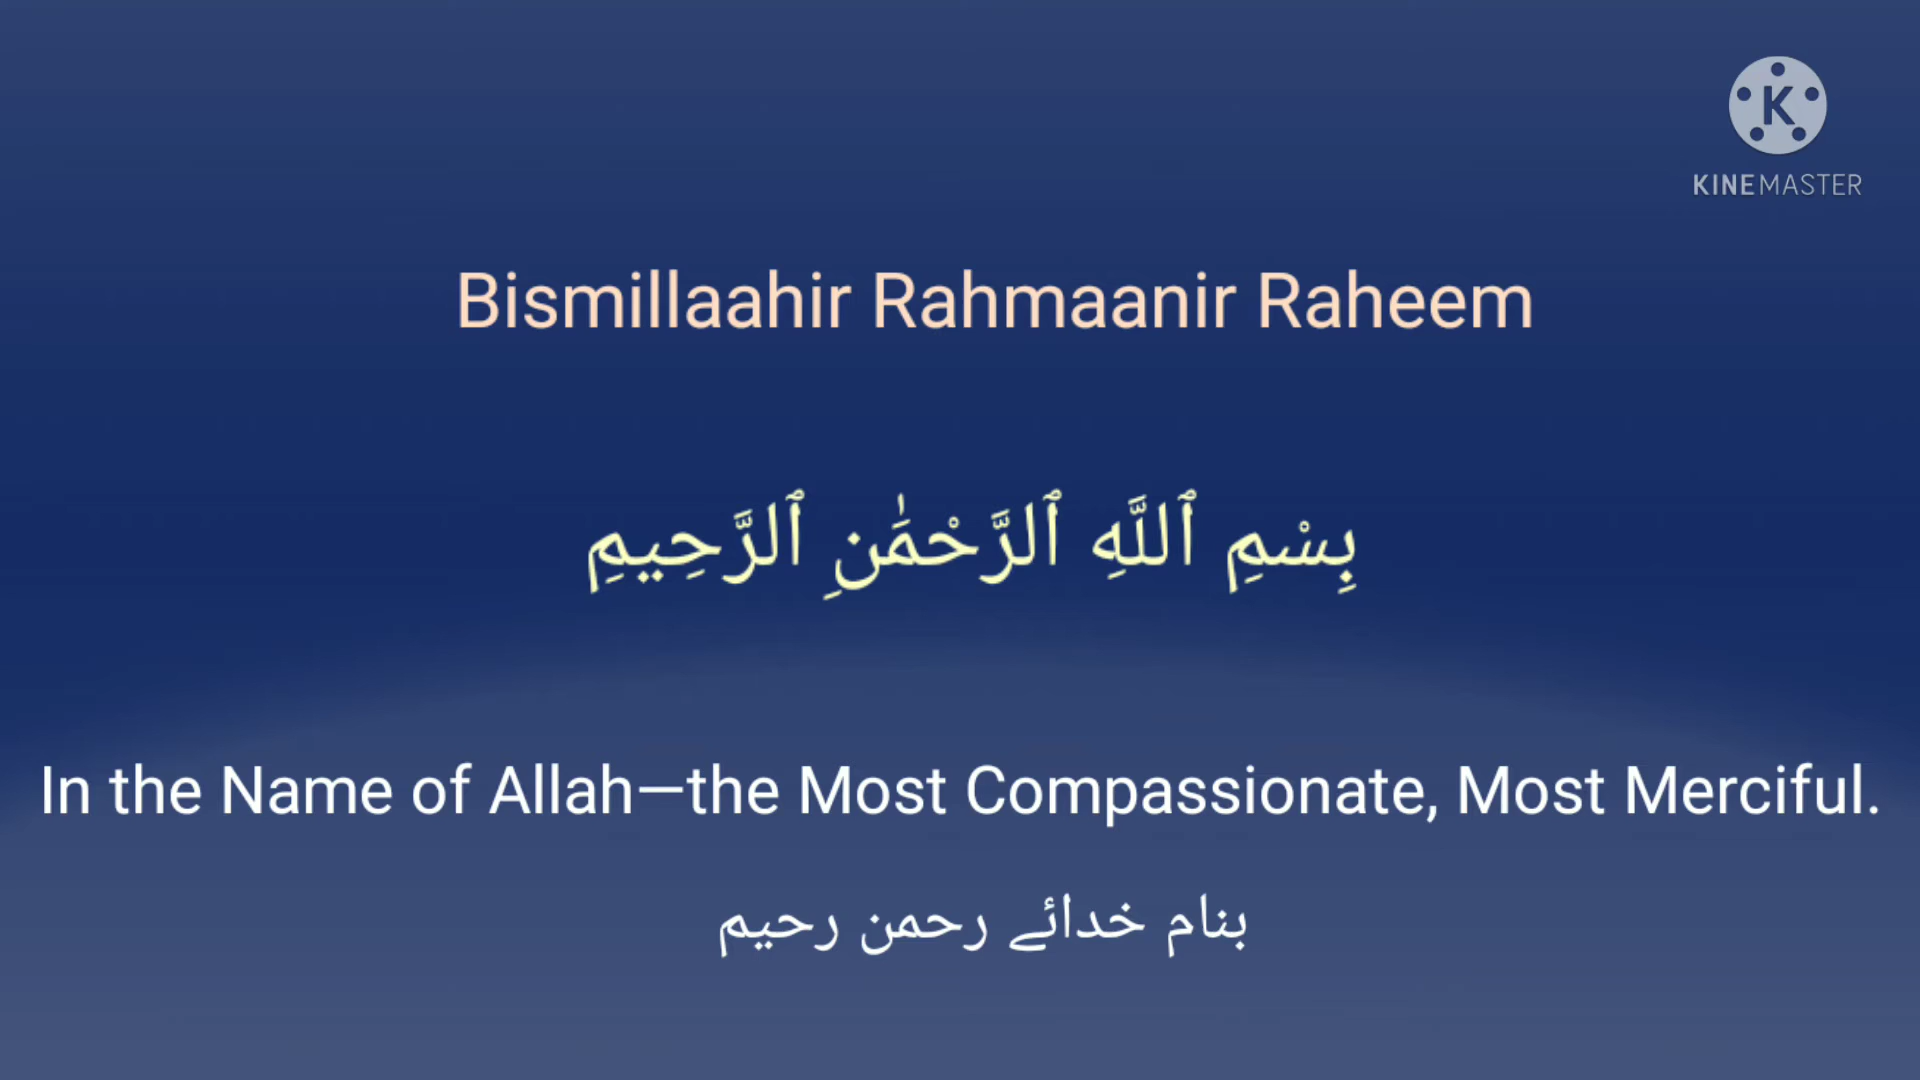 K
KINEMASTER
Bismillaahir Rahmaanir Raheem
بِسْمِ ٱللَّهِ ٱلرَّحْمَٰنِ ٱلرَّحِيمِ
In the Name of Allah—the Most Compassionate, Most Merciful.
بنام خدائے رحمن رحیم